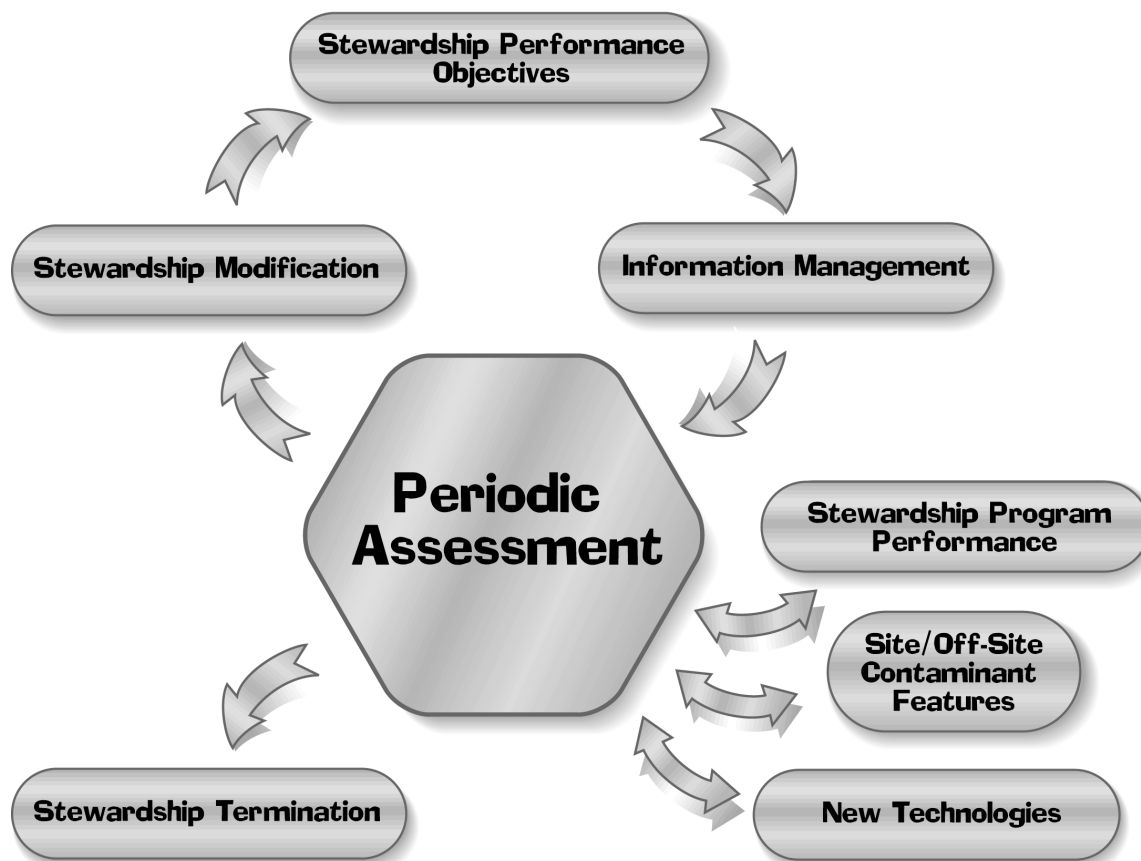 Stewardship Performance
Objectives
Stewardship Modification
Information Management
Periodic
Assessment
Stewardship Program
Performance
Site/Off-Site
Contaminant
Features
Stewardship Termination
New Technologies